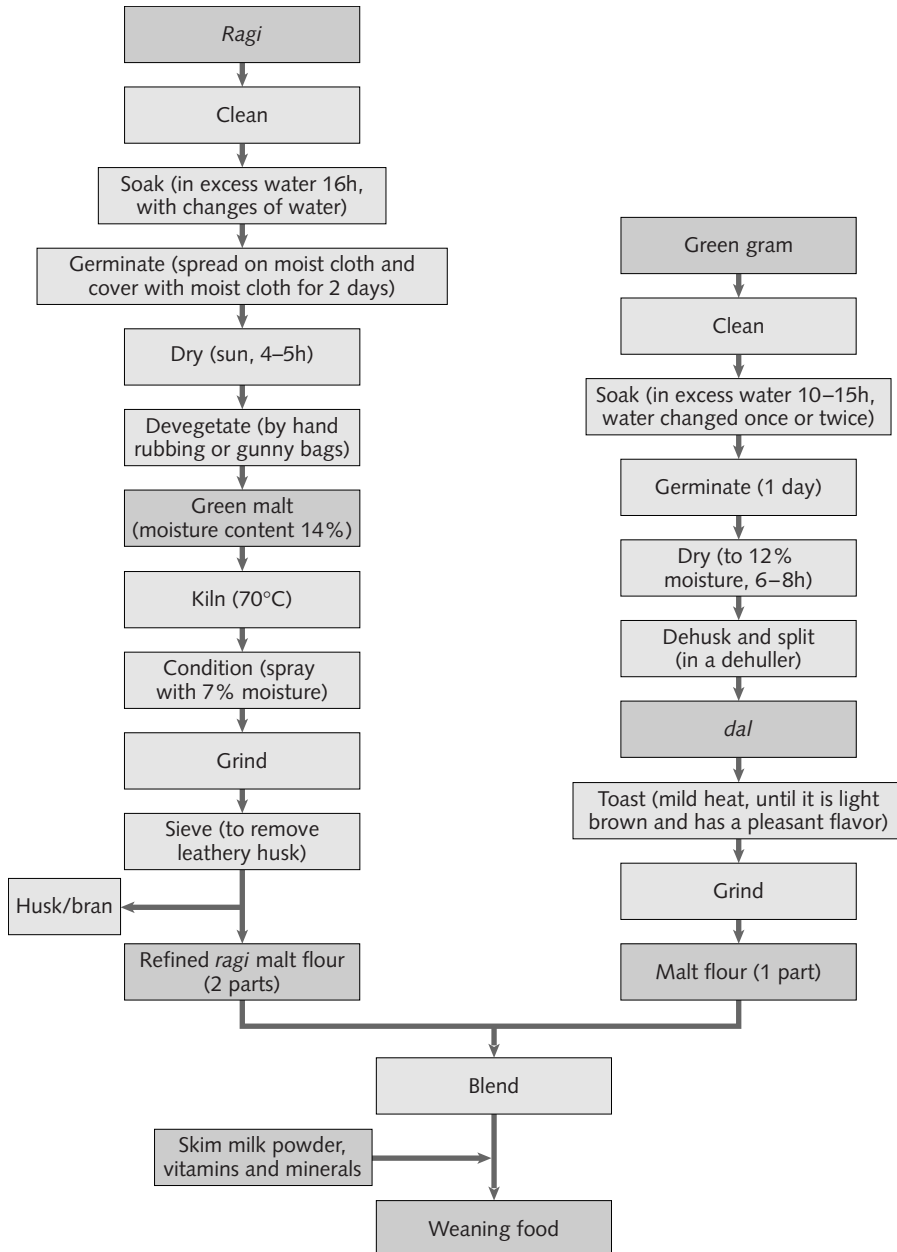 Ragi
Clean
Soak (in excess water 16h,
with changes of water)
Germinate (spread on moist cloth and
cover with moist cloth for 2 days)
Dry (sun, 4–5h)
Devegetate (by hand
rubbing or gunny bags)
Green malt
(moisture content 14%)
Kiln (70°C)
Condition (spray
with 7% moisture)
Grind
Sieve (to remove
leathery husk)
Husk/bran
Refined ragi malt flour
(2 parts)
Green gram
Clean
Soak (in excess water 10–15h,
water changed once or twice)
Germinate (1 day)
Dry (to 12%
moisture, 6–8h)
Dehusk and split
(in a dehuller)
dal
Toast (mild heat, until it is light
brown and has a pleasant flavor)
Grind
Malt flour (1 part)
Blend
Skim milk powder,
vitamins and minerals
Weaning food